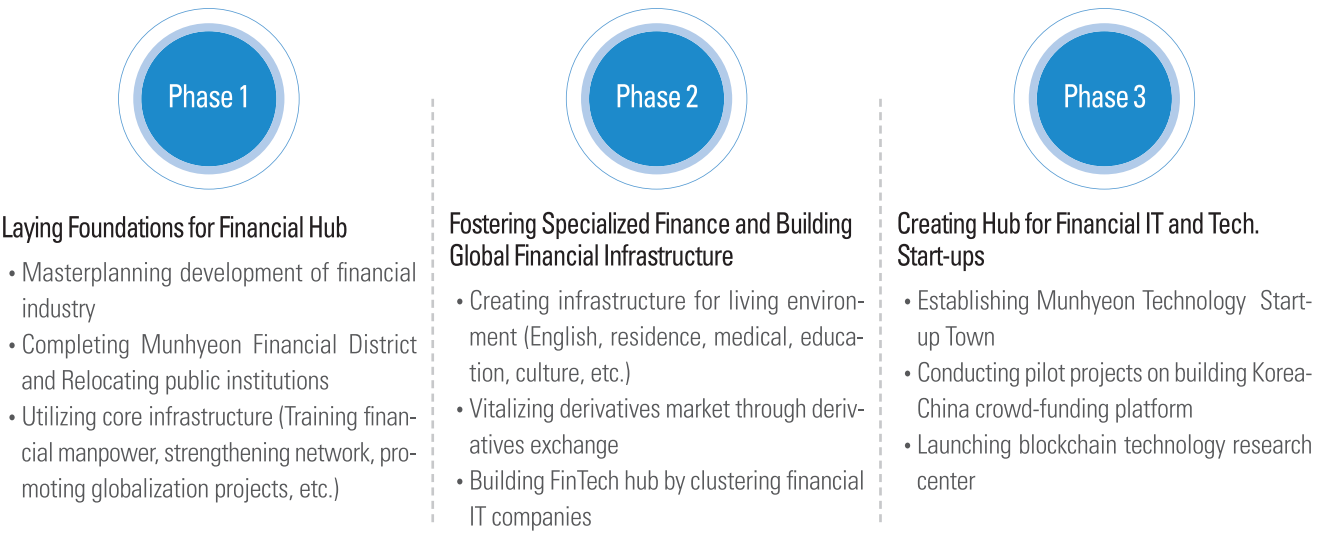 Phase 1
Laying Foundations for Financial Hub
• Masterplanning development of financial
industry
• Completing Munhyeon Financial District
and Relocating public institutions
• Utilizing core infrastructure (Training finan-
cial manpower, strengthening network, pro-
moting globalization projects, etc.)
Phase 2
Fostering Specialized Finance and Building
Global Financial Infrastructure
• Creating infrastructure for living environ-
ment (English, residence, medical, educa-
tion, culture, etc.)
• Vitalizing derivatives market through deriv-
atives exchange
• Building FinTech hub by clustering financial
IT companies
Phase 3
Creating Hub for Financial IT and Tech.
Start-ups
• Establishing Munhyeon Technology Start-
up Town
• Conducting pilot projects on building Korea-
China crowd-funding platform
• Launching blockchain technology research
center